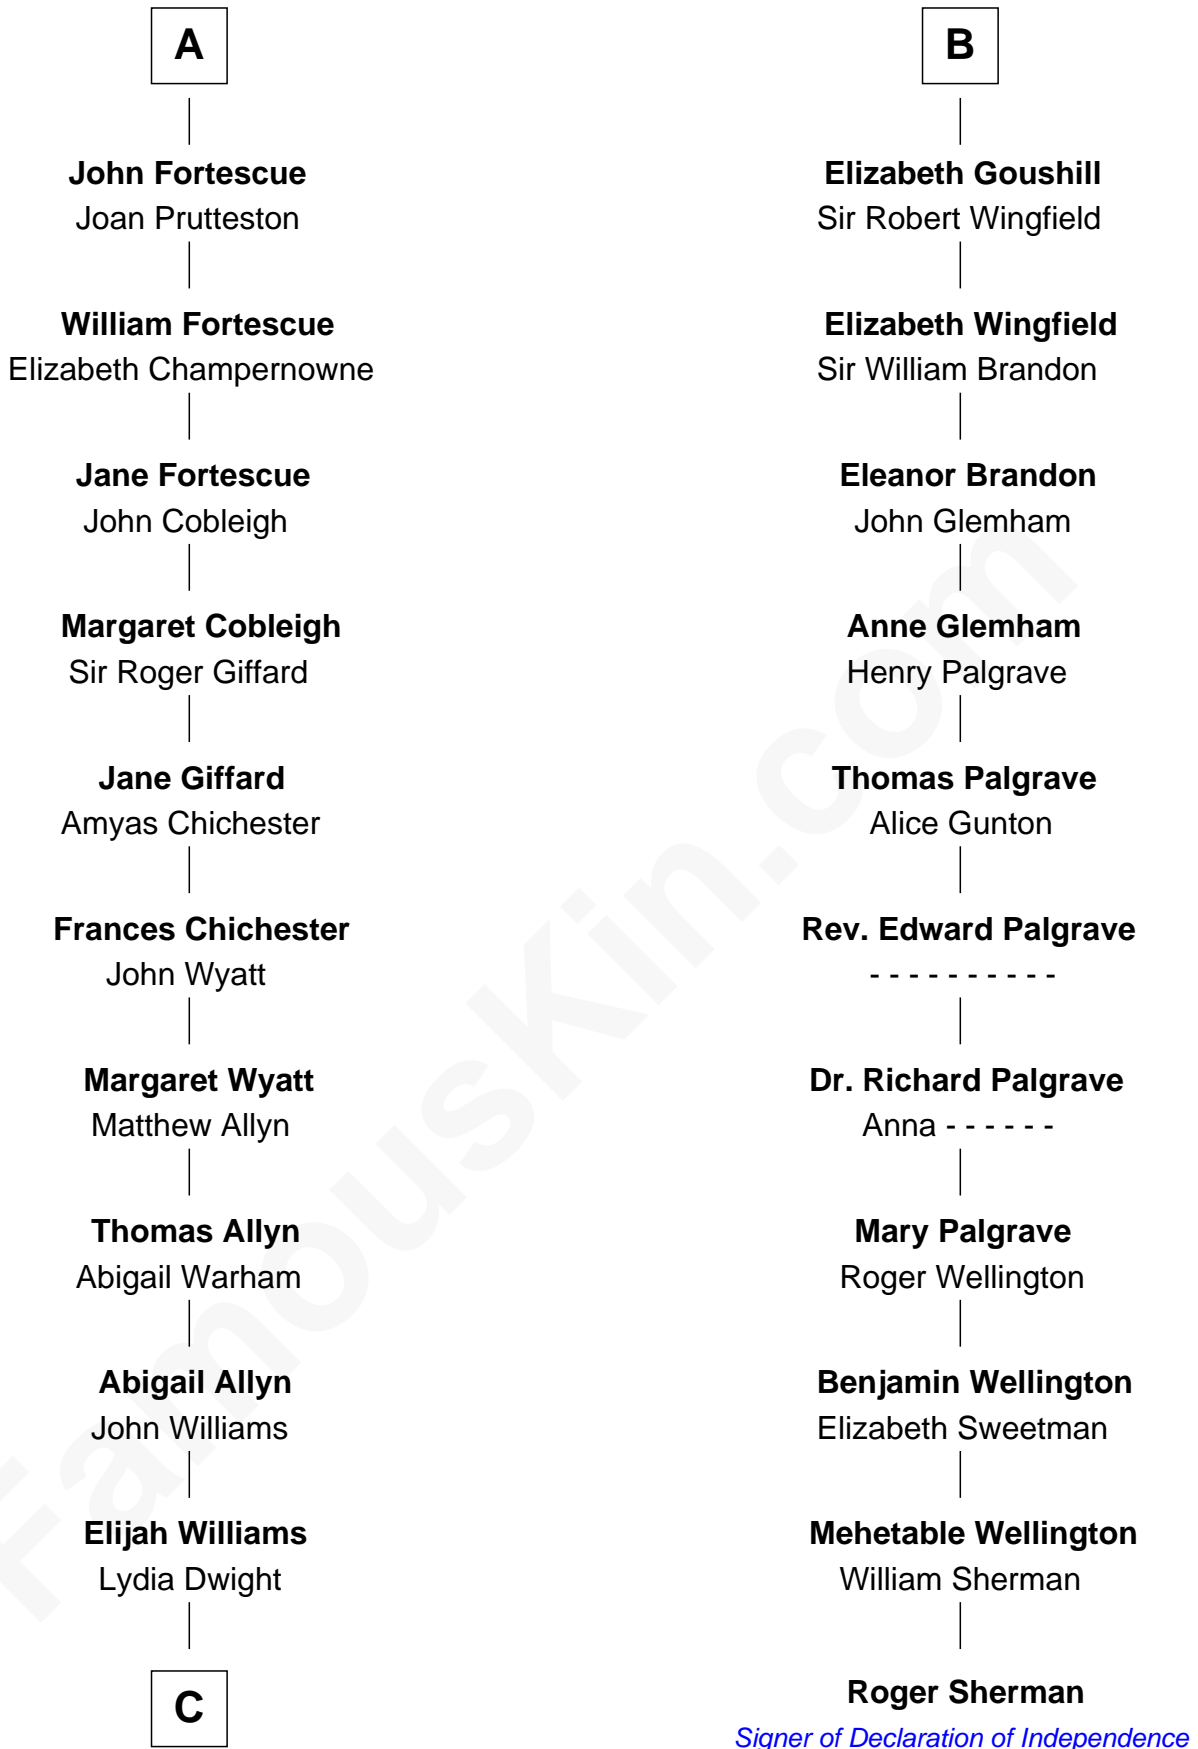 A
John Fortescue
Joan Prutteston
William Fortescue
Elizabeth Champernowne
Jane Fortescue
John Cobleigh
Margaret Cobleigh
Sir Roger Giffard
Jane Giffard
Amyas Chichester
Frances Chichester
John Wyatt
Margaret Wyatt
Matthew Allyn
Thomas Allyn
Abigail Warham
Abigail Allyn
John Williams
Elijah Williams
Lydia Dwight
C
B
Elizabeth Goushill
Sir Robert Wingfield
Elizabeth Wingfield
Sir William Brandon
Eleanor Brandon
John Glemham
Anne Glemham
Henry Palgrave
Thomas Palgrave
Alice Gunton
Rev. Edward Palgrave
- - - - - - - - - -
Dr. Richard Palgrave
Anna - - - - - -
Mary Palgrave
Roger Wellington
Benjamin Wellington
Elizabeth Sweetman
Mehetable Wellington
William Sherman
Roger Sherman
Signer of Declaration of Independence
FamousKin.com